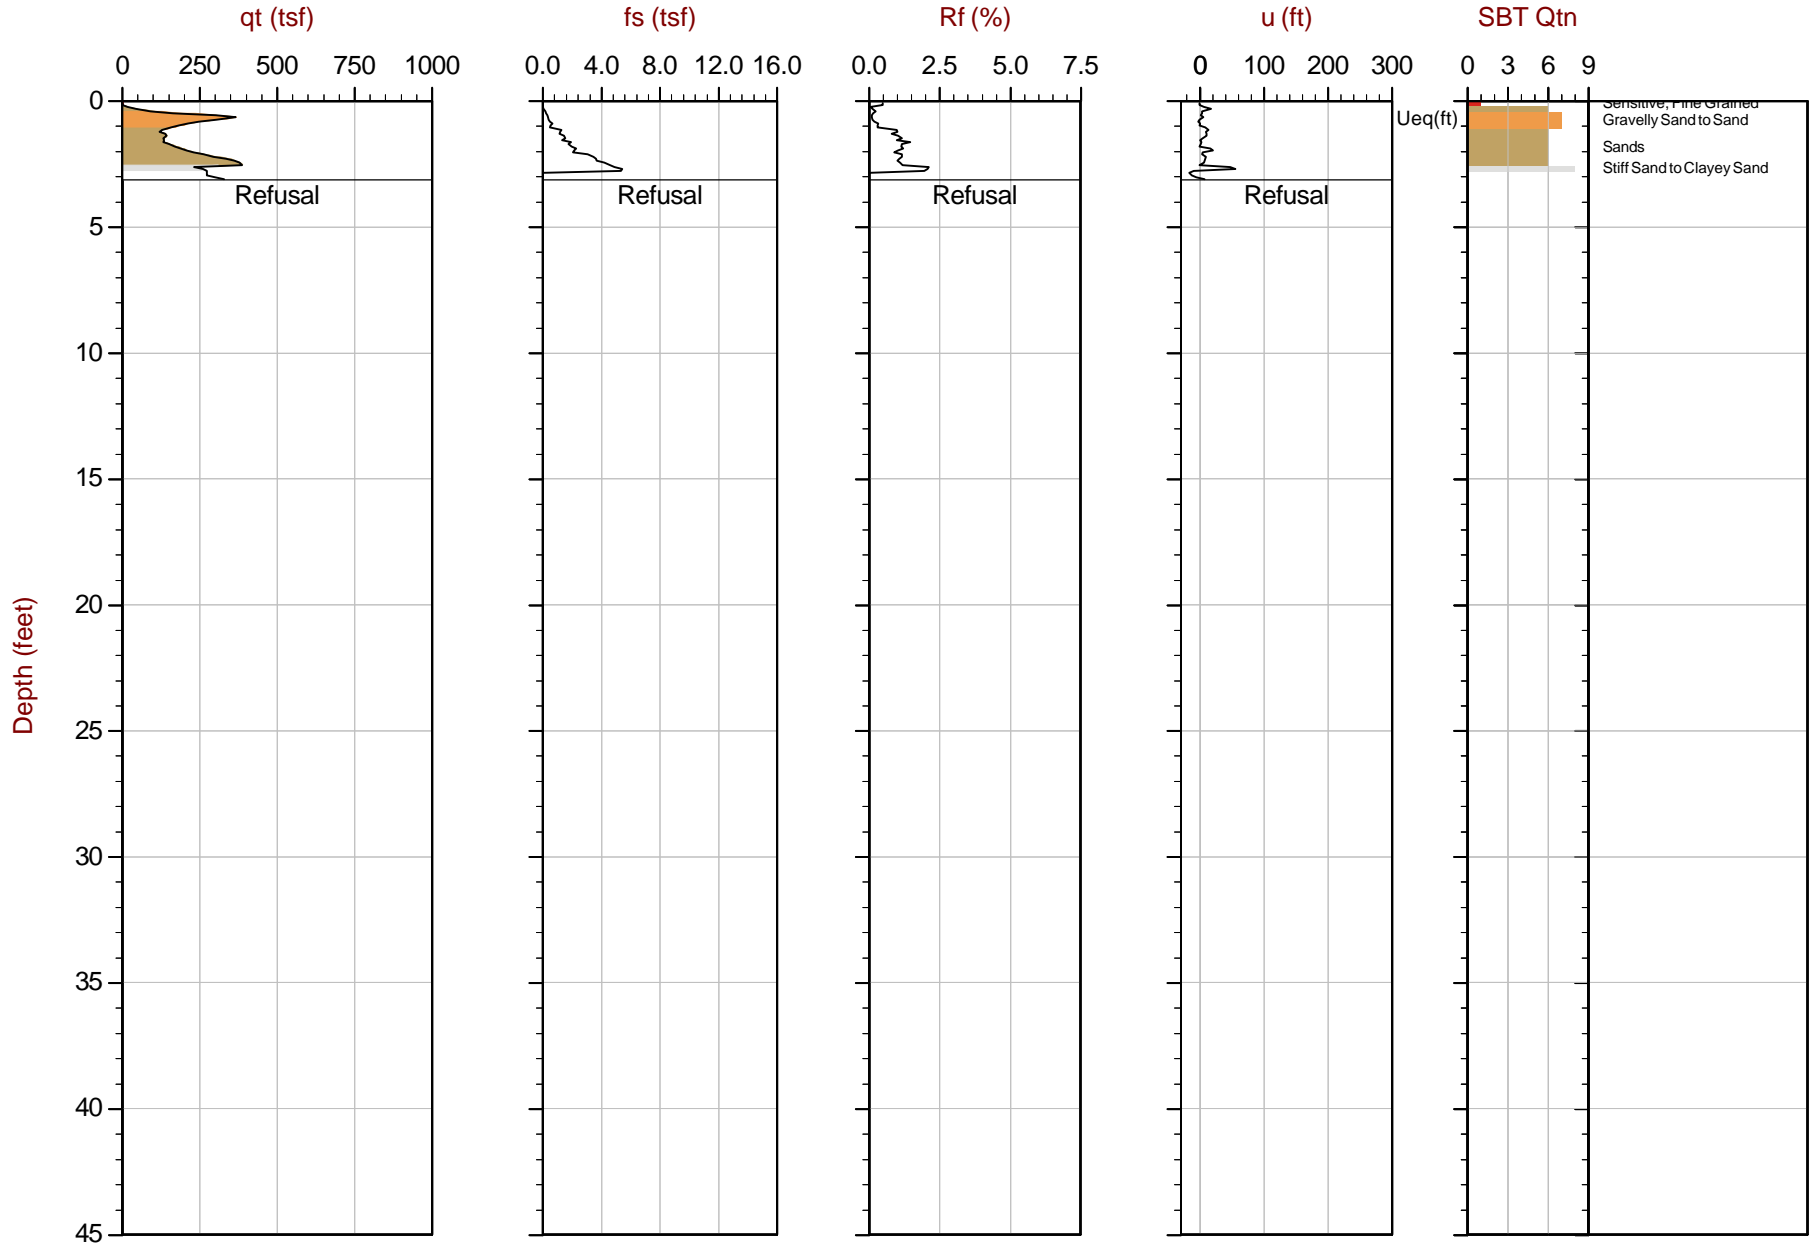 qt (tsf) fs (tsf) Rf (%) u (ft) SBT Qtn
0 250 500 750 1000 0.0 4.0 8.0 12.0 16.0 0.0 2.5 5.0 7.5 0 100 200 300 0 3 6 9
0
Sensitive, Fine Grained
Ueq(ft) Gravelly Sand to Sand
Sands
Stiff Sand to Clayey Sand
Refusal Refusal Refusal Refusal
5
10
15
20
Depth (feet)
25
30
35
40
45